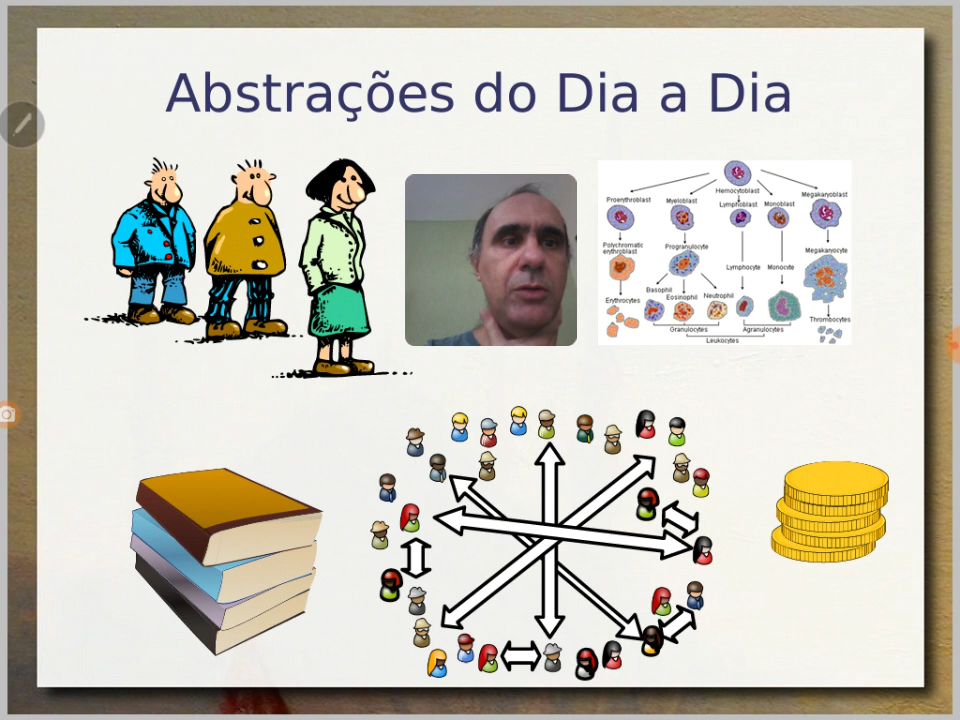 Abstrações do Dia a Dia
Hemocytoblast
Proerythroblast
Myeloblast
Lymphoblast
Monoblast
Megakaryoblast
Polychromatic
erythroblast
Progranulocyte
Megakaryocyte
Lymphocyte
Monocyte
Basophil
Eosinophil
Neutrophil
Erythrocytes
Thrombocytes
Granulocytes
Agranulocytes
Leukocytes